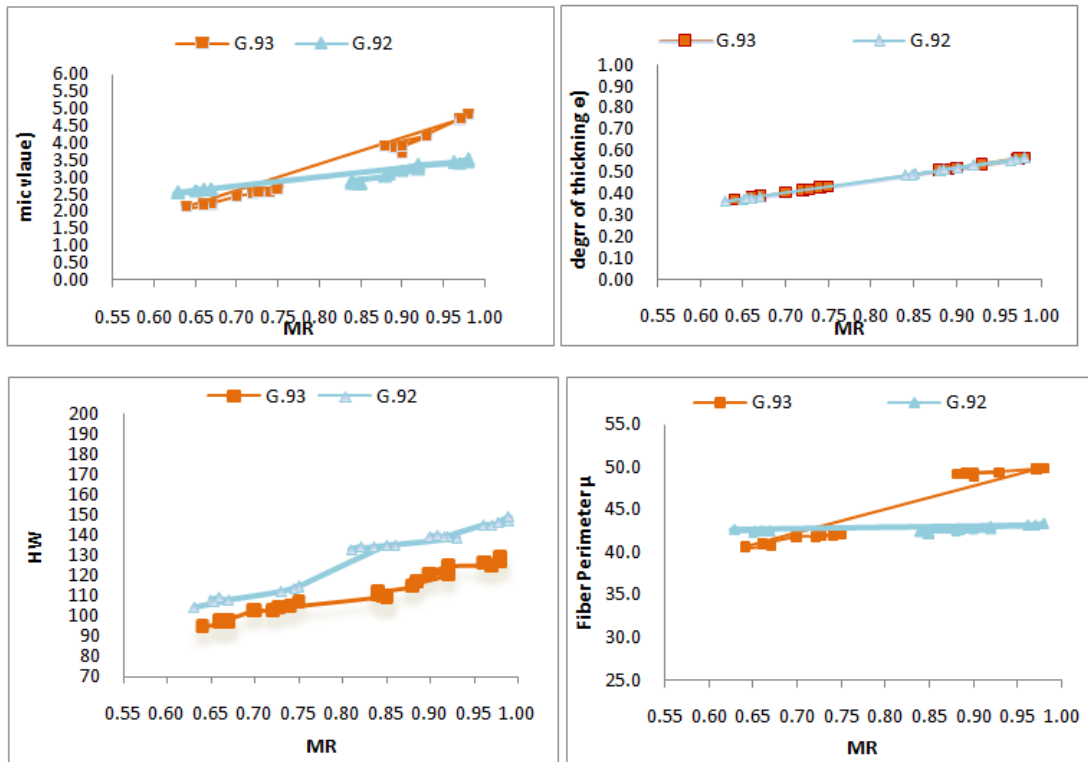 G.93 G.92
mic vlaue)
6.00
5.00
4.50
4.00
3.50
3.00
2.50
2.00
1.50
1.00
0.50
0.00
0.55 0.60 0.65 0.70 0.75 0.80 0.85 0.90 0.95 1.00
MR
G.93 G.92
degrr of thickning ɵ)
1.00
0.90
0.80
0.70
0.60
0.50
0.40
0.30
0.20
0.10
0.00
0.55 0.60 0.65 0.70 0.75 0.80 0.85 0.90 0.95 1.00
MR
G.93 G.92
HW
200
190
180
170
160
150
140
130
120
110
100
90
80
70
0.55 0.60 0.65 0.70 0.75 0.80 0.85 0.90 0.95 1.00
MR
G.93 G.92
Fiber Perimeter µ
55.0
50.0
45.0
40.0
35.0
30.0
25.0
0.55 0.60 0.65 0.70 0.75 0.80 0.85 0.90 0.95 1.00
MR